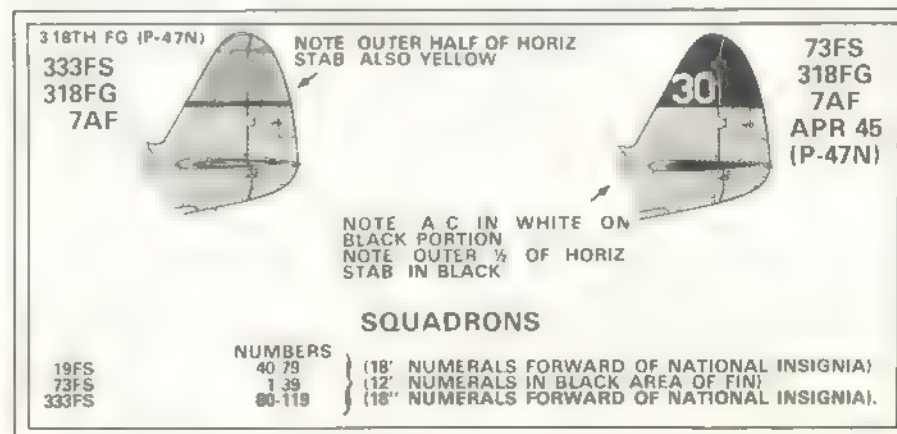 318TH FG (P-47N)
333FS
318FG
7AF
NOTE OUTER HALF OF HORIZ
STAB ALSO YELLOW
30
73FS
318FG
7AF
APR 45
(P-47N)
NOTE A C IN WHITE ON
BLACK PORTION
NOTE OUTER ½ OF HORIZ
STAB IN BLACK
SQUADRONS
NUMBERS
19FS 40 79 (18' NUMERALS FORWARD OF NATIONAL INSIGNIA)
73FS 1 39 (12' NUMERALS IN BLACK AREA OF FIN)
333FS 80-119 (18" NUMERALS FORWARD OF NATIONAL INSIGNIA).